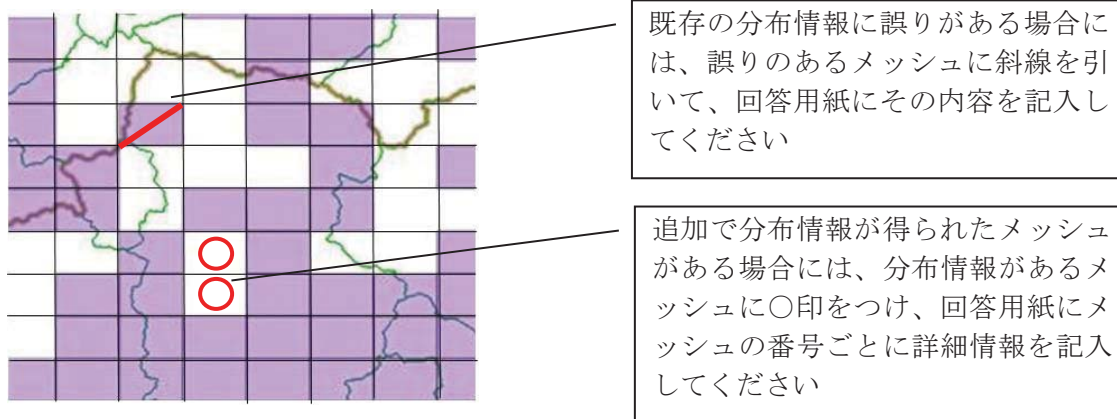 既存の分布情報に誤りがある場合に
は、誤りのあるメッシュに斜線を引
いて、回答用紙にその内容を記入し
てください
追加で分布情報が得られたメッシュ
がある場合には、分布情報があるメ
ッシュに○印をつけ、回答用紙にメ
ッシュの番号ごとに詳細情報を記入
してください